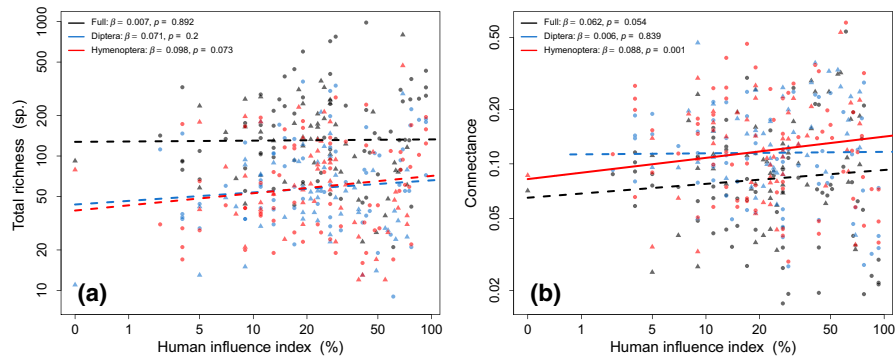 Full: β = 0.007, p = 0.892
Diptera: β = 0.071, p = 0.2
Hymenoptera: β = 0.098, p = 0.073
Total richness (sp.)
1000
500
200
100
50
20
10
(a)
0 1 5 10 20 50 100
Human influence index (%)
Full: β = 0.062, p = 0.054
Diptera: β = 0.006, p = 0.839
Hymenoptera: β = 0.088, p = 0.001
Connectance
0.50
0.20
0.10
0.05
0.02
(b)
0 1 5 10 20 50 100
Human influence index (%)